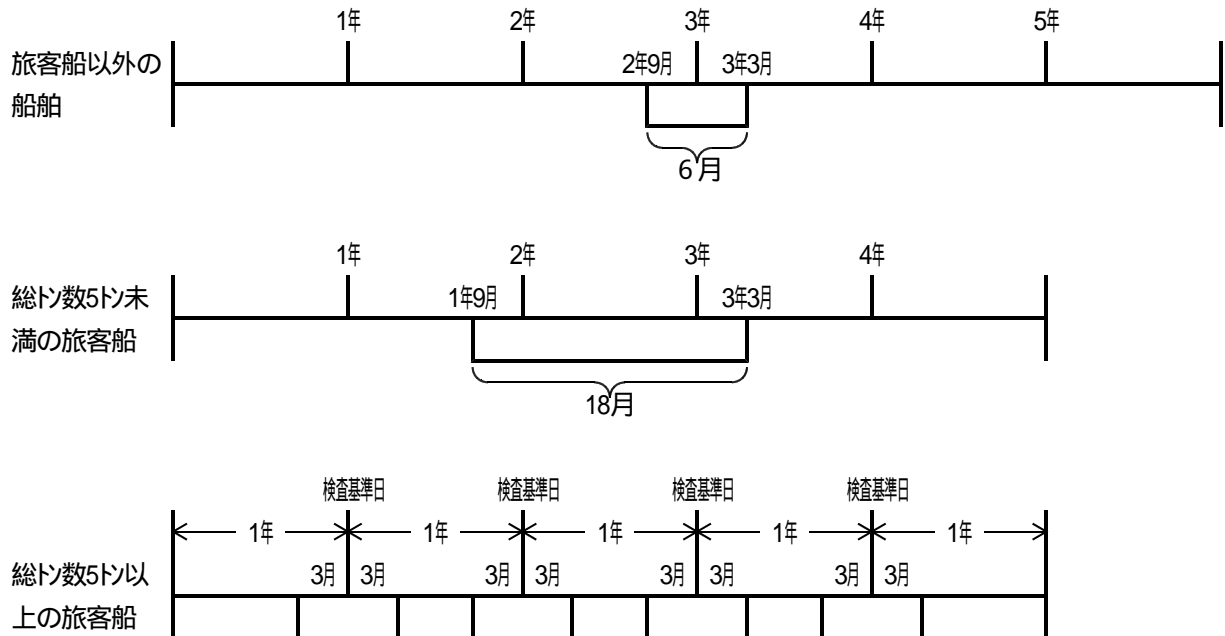 1年 2年 3年 4年 5年
旅客船以外の
船舶
2年9月 3年3月
6月
1年 2年 3年 4年
総トン数5トン未
満の旅客船
1年9月 3年3月
18月
検査基準日 検査基準日 検査基準日 検査基準日
1年 1年 1年 1年 1年
総トン数5トン以
上の旅客船
3月 3月 3月 3月 3月 3月 3月 3月